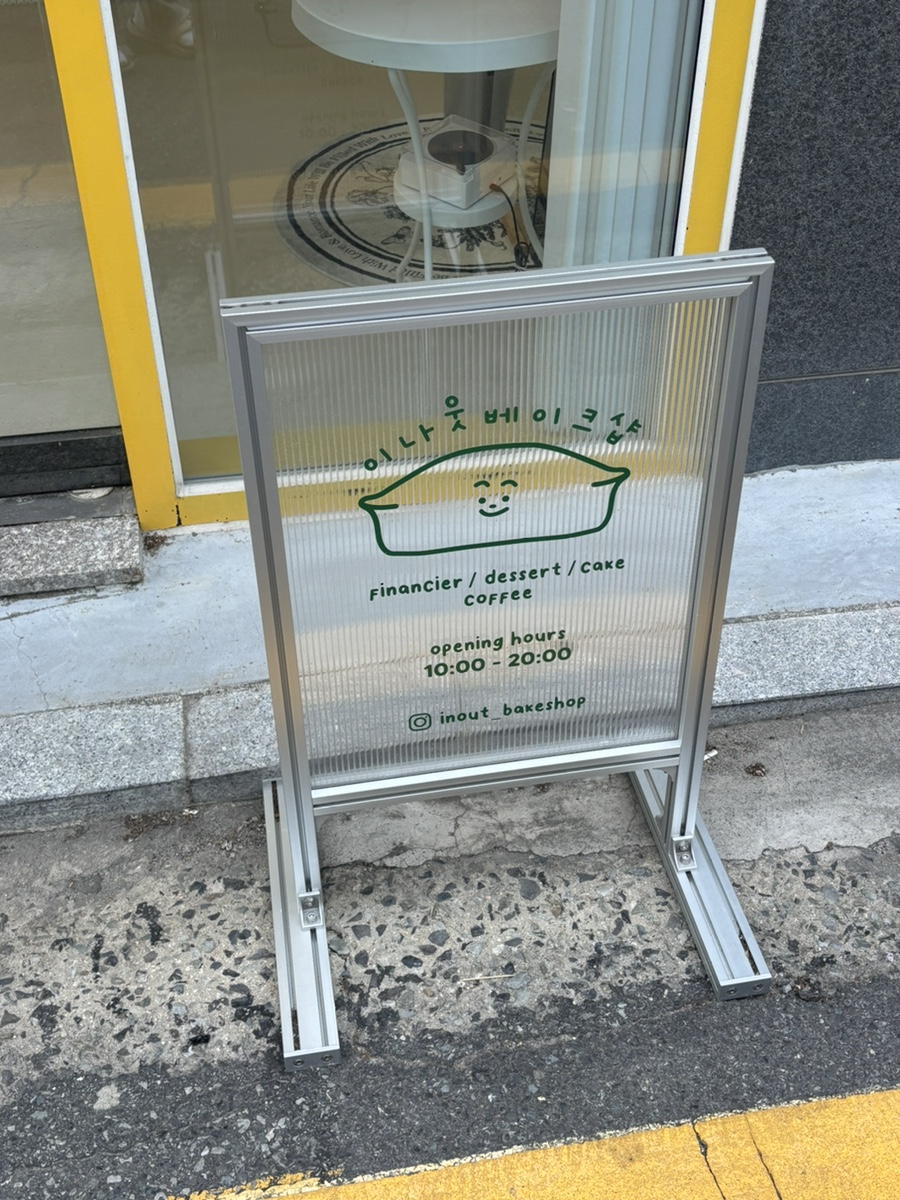 이나웃베이크샵
Financier / dessert / cake
coffee
opening hours
10:00 - 20:00
inout_bakeshop